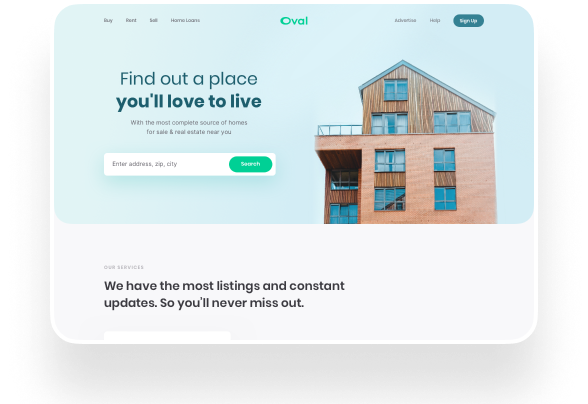 Buy Rent Sell Home Loans Oval Advertise Help Sign Up
Find out a place
you'll love to live
With the most complete source of homes
for sale & real estate near you
Enter address, zip, city Search
OUR SERVICES
We have the most listings and constant
updates. So you'll never miss out.